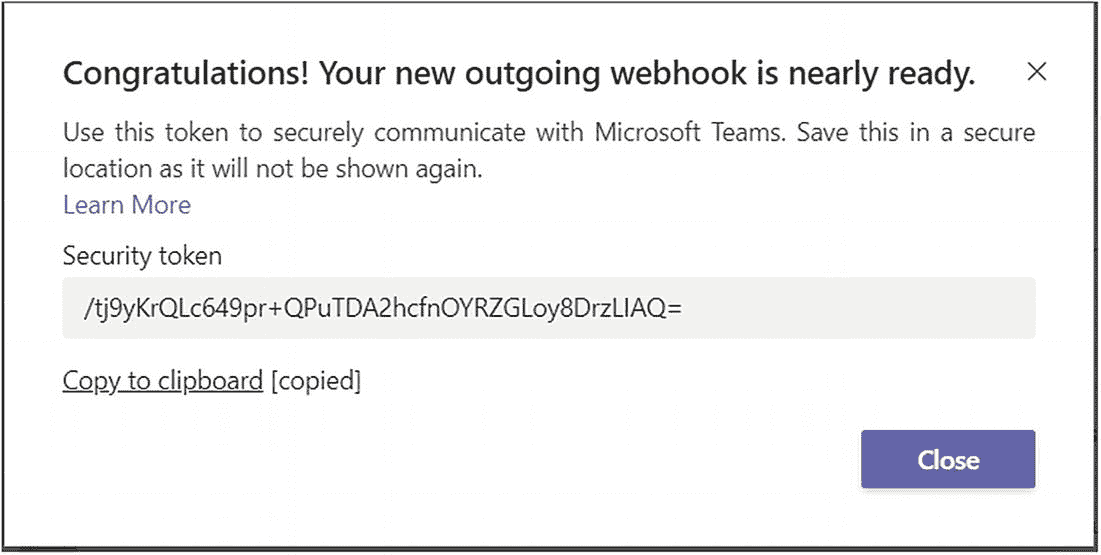 Congratulations! Your new outgoing webhook is nearly ready.
Use this token to securely communicate with Microsoft Teams. Save this in a secure
location as it will not be shown again.
Learn More
Security token
/tj9yKrQLc649pr+QPuTDA2hcfnOYRZGLoy8DrzLIAQ=
Copy to clipboard [copied]
Close